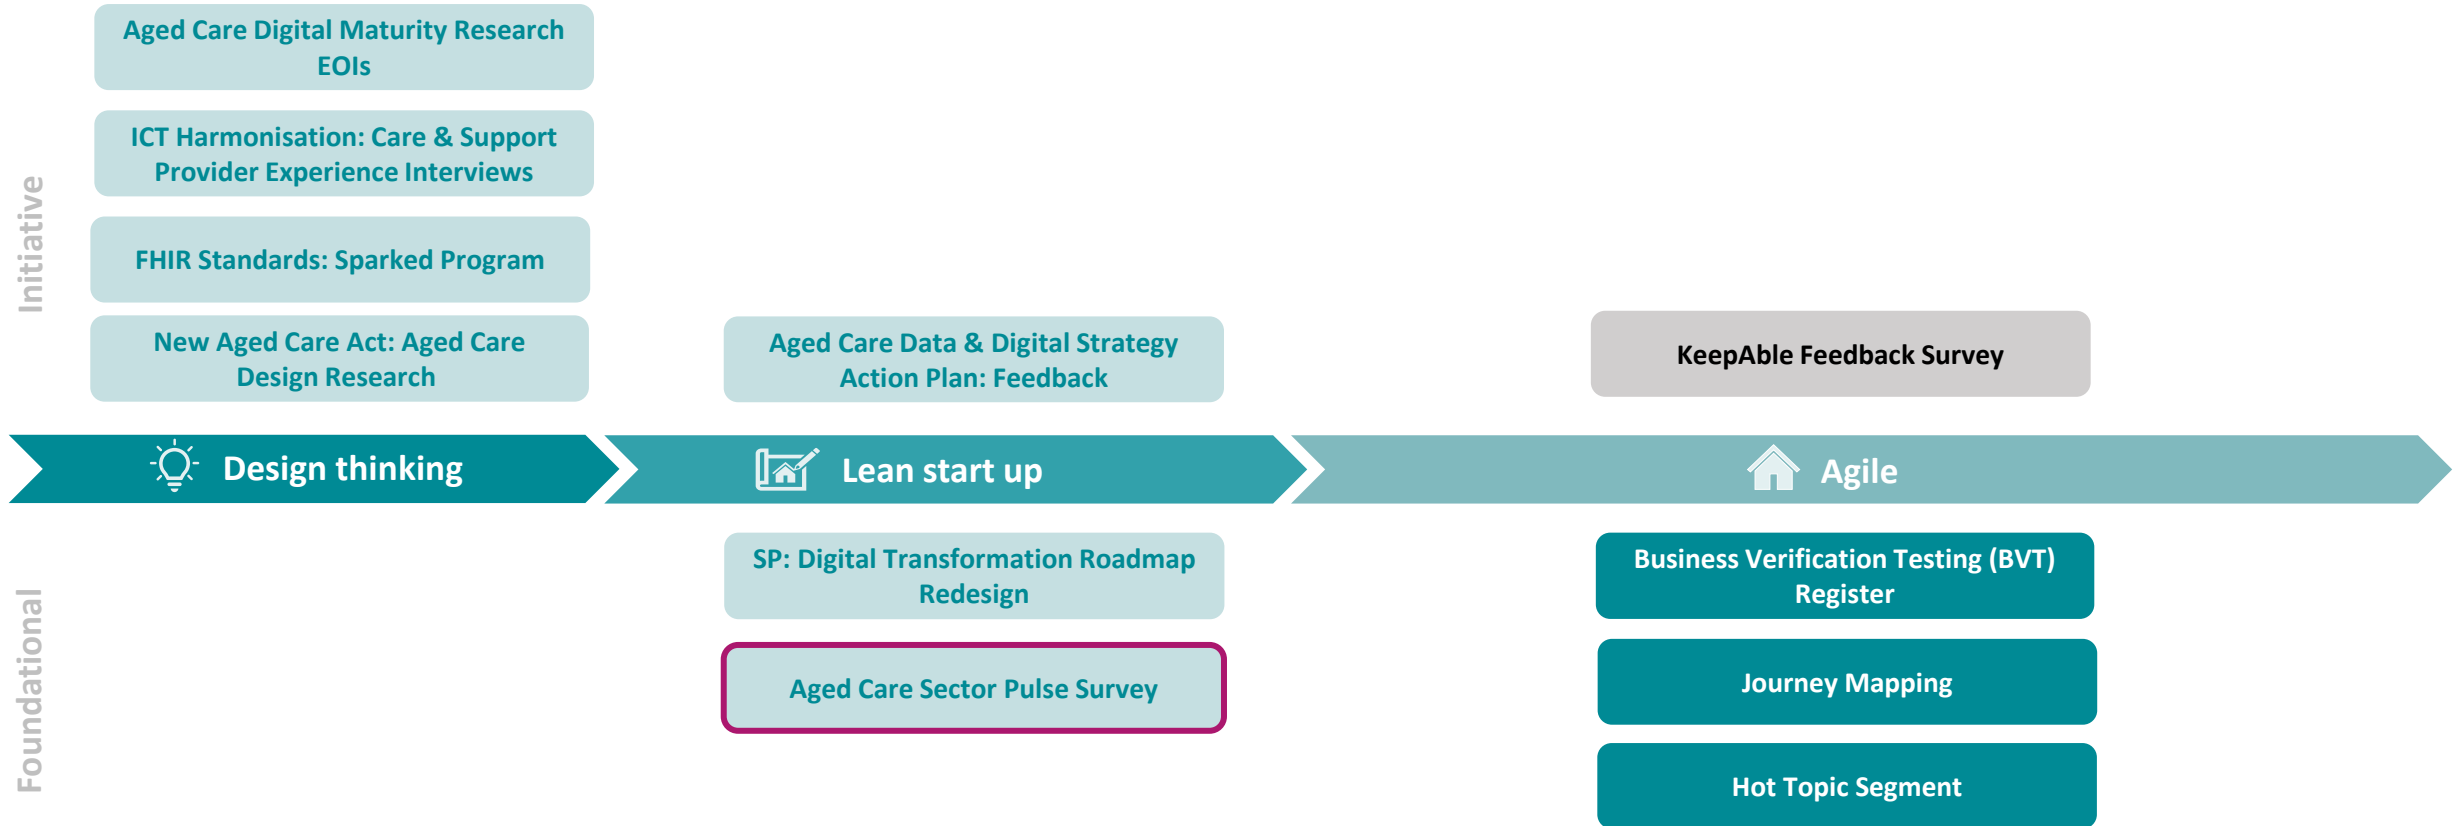 Initiative
Aged Care Digital Maturity Research
EOIs
ICT Harmonisation: Care & Support
Provider Experience Interviews
FHIR Standards: Sparked Program
New Aged Care Act: Aged Care
Design Research
Aged Care Data & Digital Strategy
Action Plan: Feedback
KeepAble Feedback Survey
Design thinking
Lean start up
Agile
Foundational
SP: Digital Transformation Roadmap
Redesign
Aged Care Sector Pulse Survey
Business Verification Testing (BVT)
Register
Journey Mapping
Hot Topic Segment